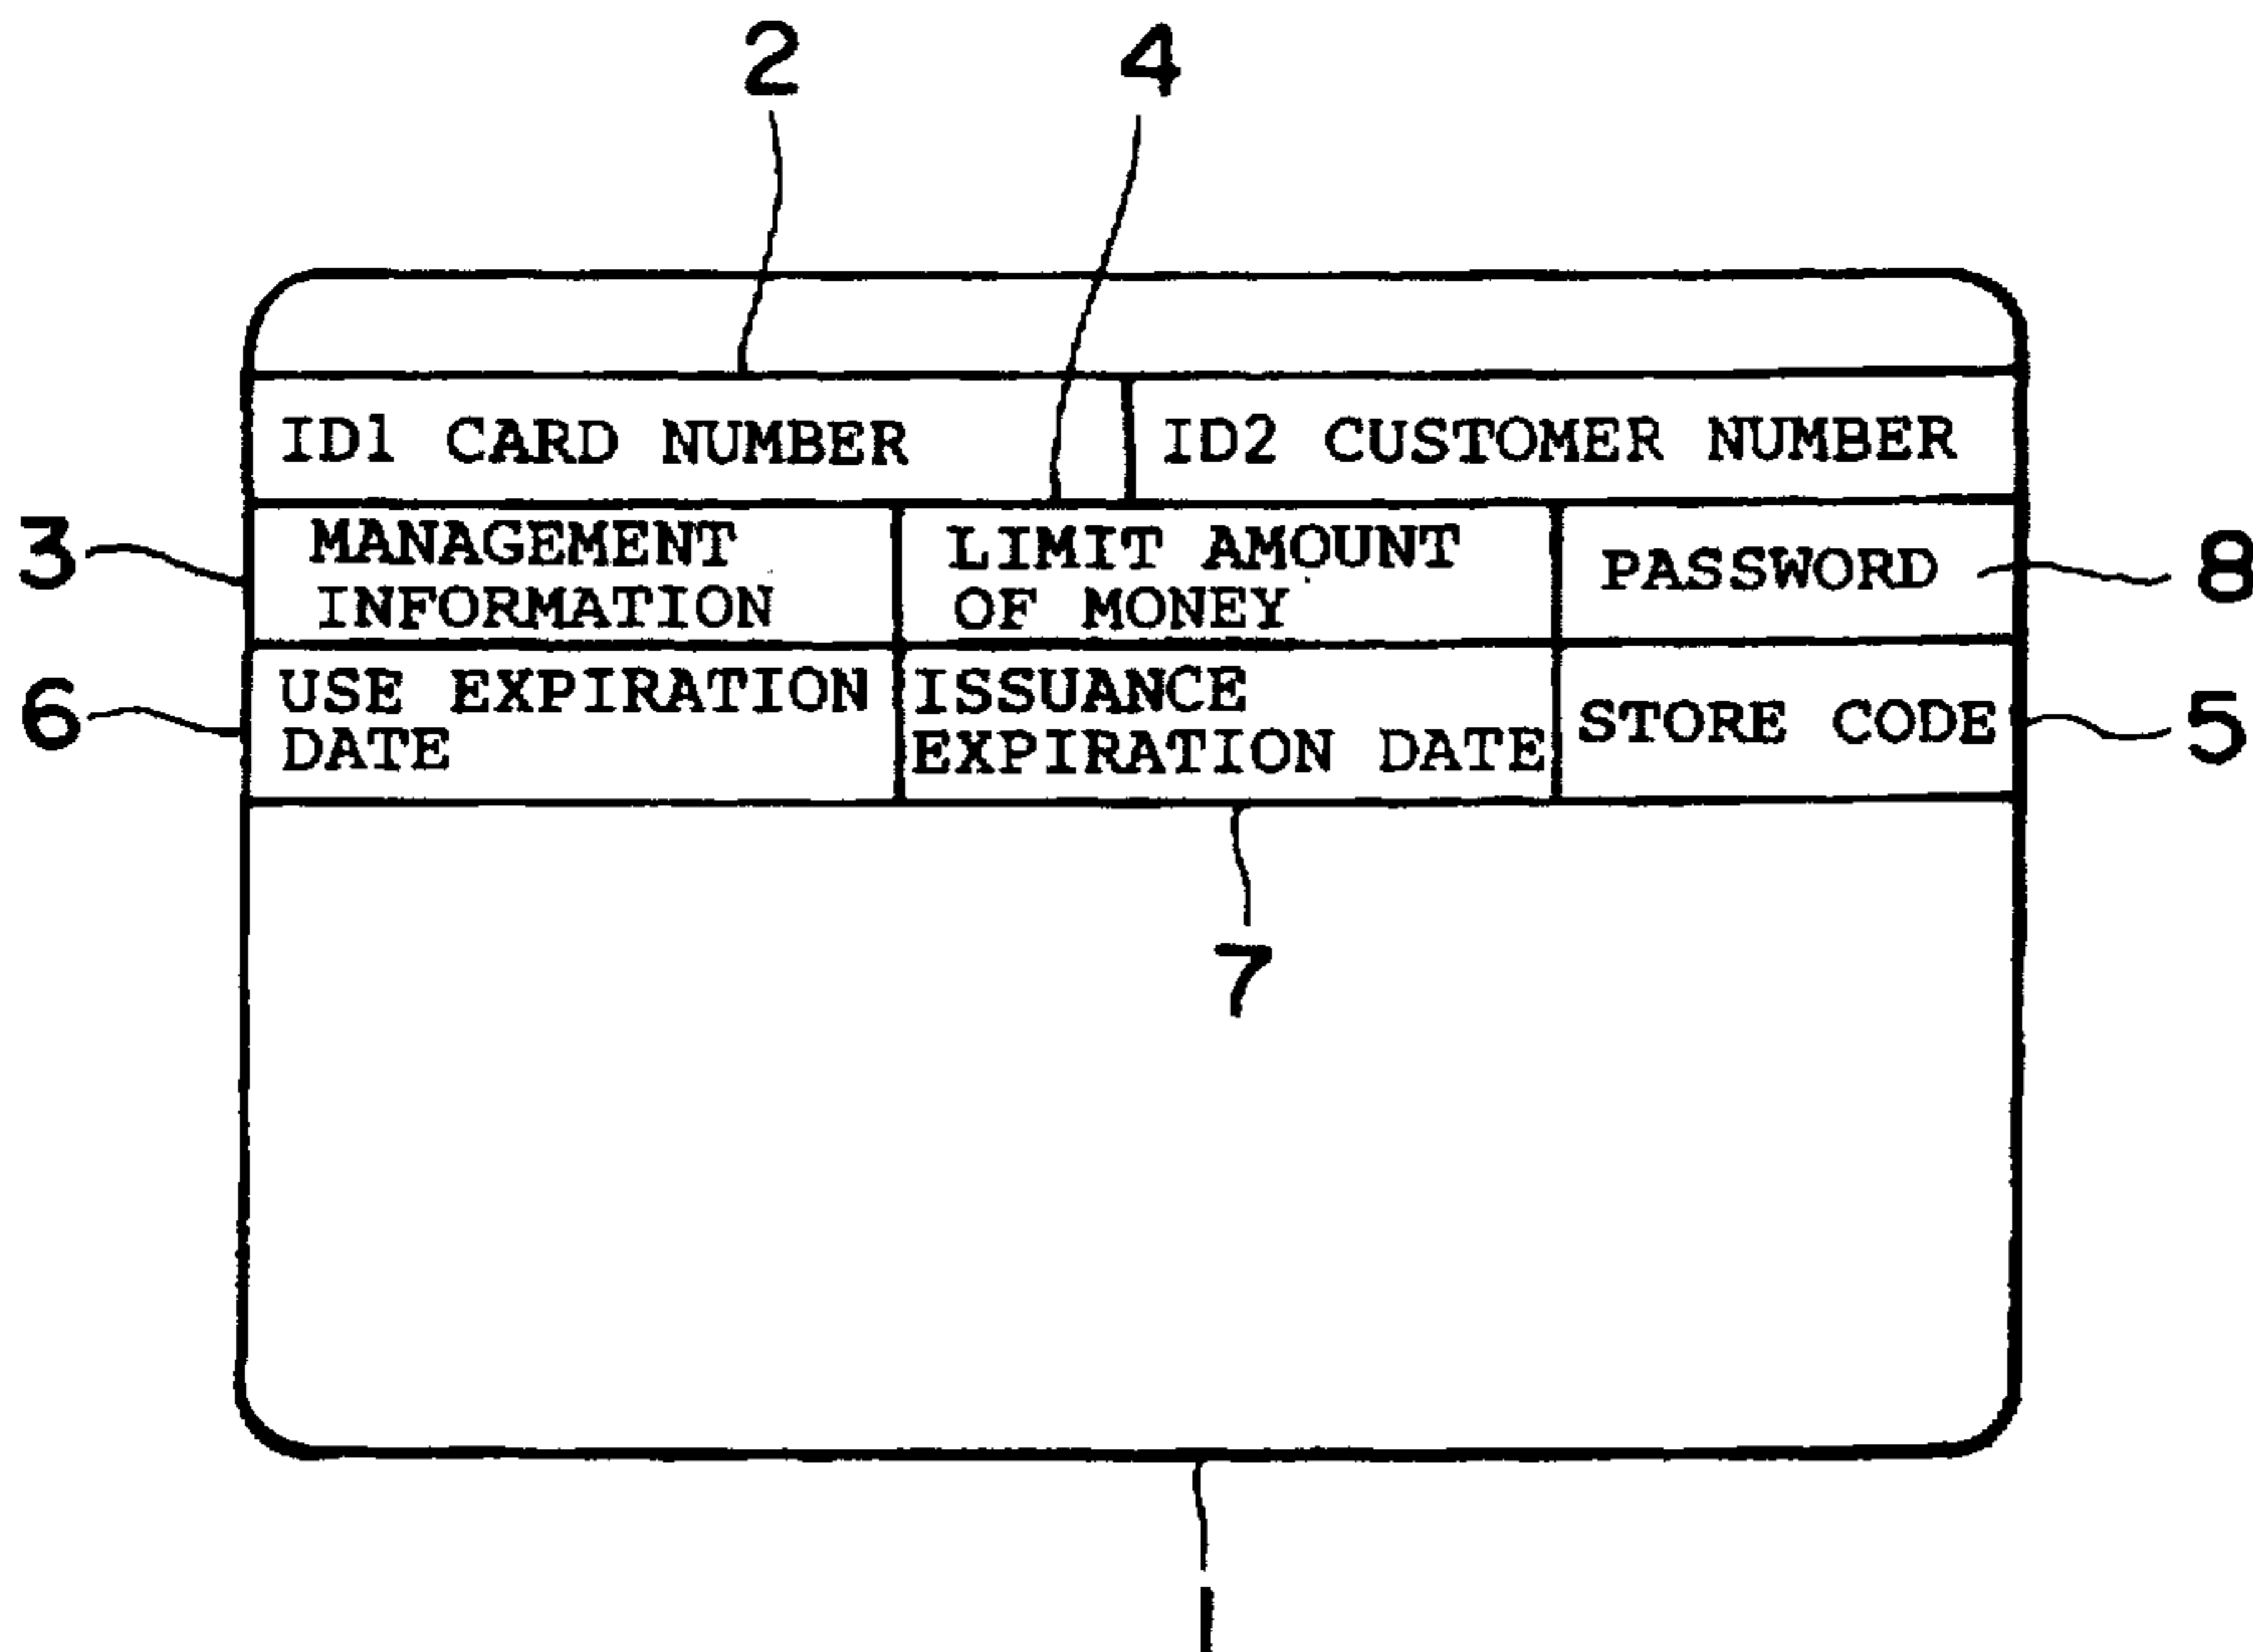 2 4
ID1 CARD NUMBER ID2 CUSTOMER NUMBER
3 MANAGEMENT INFORMATION LIMIT AMOUNT OF MONEY PASSWORD 8
6 USE EXPIRATION DATE ISSUANCE EXPIRATION DATE STORE CODE 5
7
1